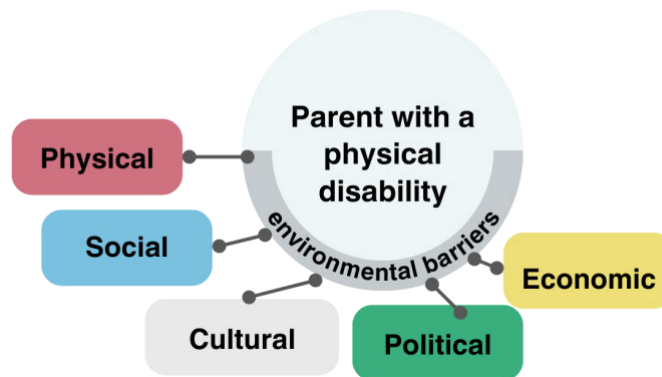 Parent with a
physical
disability
environmental barriers
Physical
Social
Cultural
Political
Economic